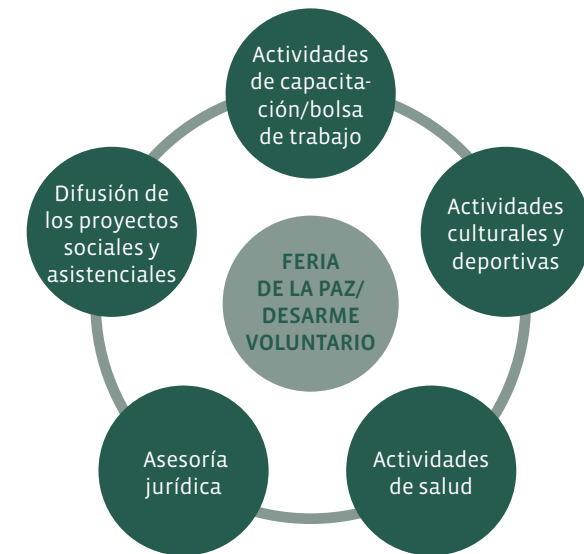 Actividades
de capacita-
ción/bolsa
de trabajo
Difusión de
los proyectos
sociales y
asistenciales
Actividades
culturales y
deportivas
FERIA
DE LA PAZ/
DESARME
VOLUNTARIO
Asesoría
jurídica
Actividades
de salud